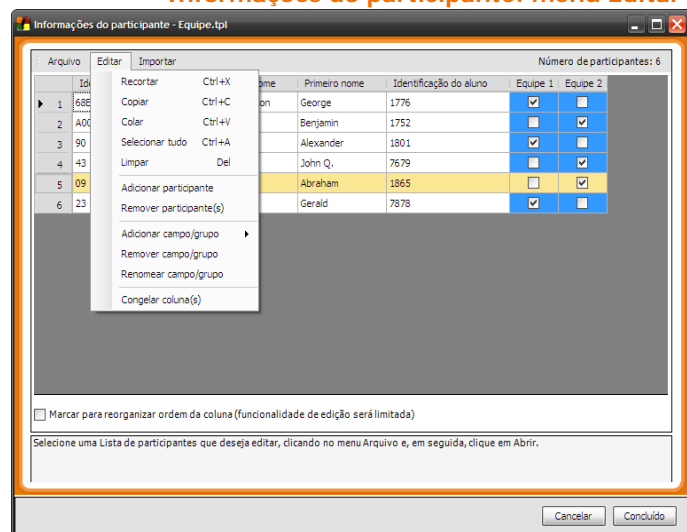 Informações do participante: menu Editar
Informações do participante - Equipe.tpl
Arquivo Editar Importar Número de participantes: 6
Primeiro nome Identificação do aluno Equipe 1 Equipe 2
1 George 1776
2 Benjamin 1752
3 90 Alexander 1801
4 43 John Q. 7679
5 09 Abraham 1865
6 23 Gerald 7878
Recortar Ctrl+X
Copiar Ctrl+C
Colar Ctrl+V
Selecionar tudo Ctrl+A
Limpar Del
Adicionar participante
Remover participante(s)
Adicionar campo/grupo
Remover campo/grupo
Renomear campo/grupo
Congelar coluna(s)
Marcar para reorganizar ordem da coluna (funcionalidade de edição será limitada)
Selecione uma Lista de participantes que deseja editar, clicando no menu Arquivo e, em seguida, clique em Abrir.
Cancelar Concluído